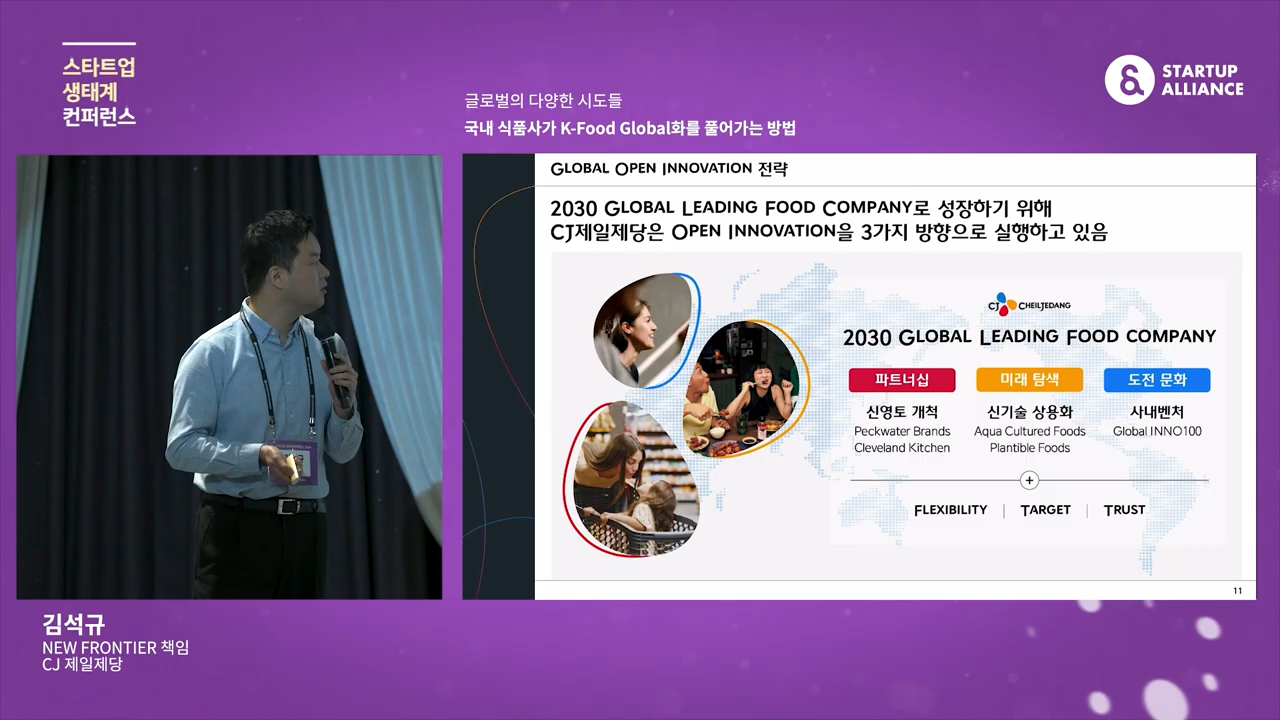 스타트업
생태계
컨퍼런스
STARTUP
ALLIANCE
글로벌의 다양한 시도들
국내 식품사가 K-Food Global화를 풀어가는 방법
GLOBAL OPEN INNOVATION 전략
2030 GLOBAL LEADING FOOD COMPANY로 성장하기 위해
CJ제일제당은 OPEN INNOVATION을 3가지 방향으로 실행하고 있음
CJ CHEILJEDANG
2030 GLOBAL LEADING FOOD COMPANY
파트너십 미래 탐색 도전 문화
신영토 개척 신기술 상용화 사내벤처
Peckwater Brands Aqua Cultured Foods Global INNO100
Cleveland Kitchen Plantible Foods
+
FLEXIBILITY | TARGET | TRUST
11
김석규
NEW FRONTIER 책임
CJ 제일제당